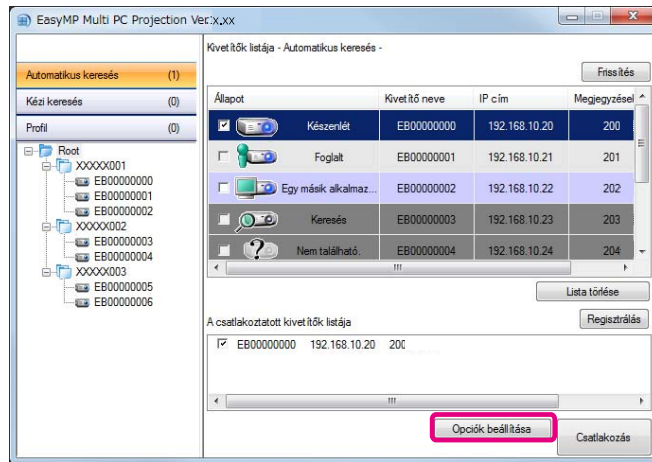 EasyMP Multi PC Projection Ver.x.xx
Kivetítők listája - Automatikus keresés -
Automatikus keresés (1)
Frissítés
Kézi keresés (0)
Állapot Kivetítő neve IP cím Megjegyzések
Profil (0)
Készenlét EB00000000 192.168.10.20 200
Root
XXXXX001
EB00000000
EB00000001
EB00000002
XXXXX002
EB00000003
EB00000004
XXXXX003
EB00000005
EB00000006
Foglalt EB00000001 192.168.10.21 201
Egy másik alkalmaz... EB00000002 192.168.10.22 202
Keresés EB00000003 192.168.10.23 203
Nem található. EB00000004 192.168.10.24 204
Lista törlése
A csatlakoztatott kivetítők listája
Regisztrálás
EB00000000 192.168.10.20 200
Opciók beállítása
Csatlakozás